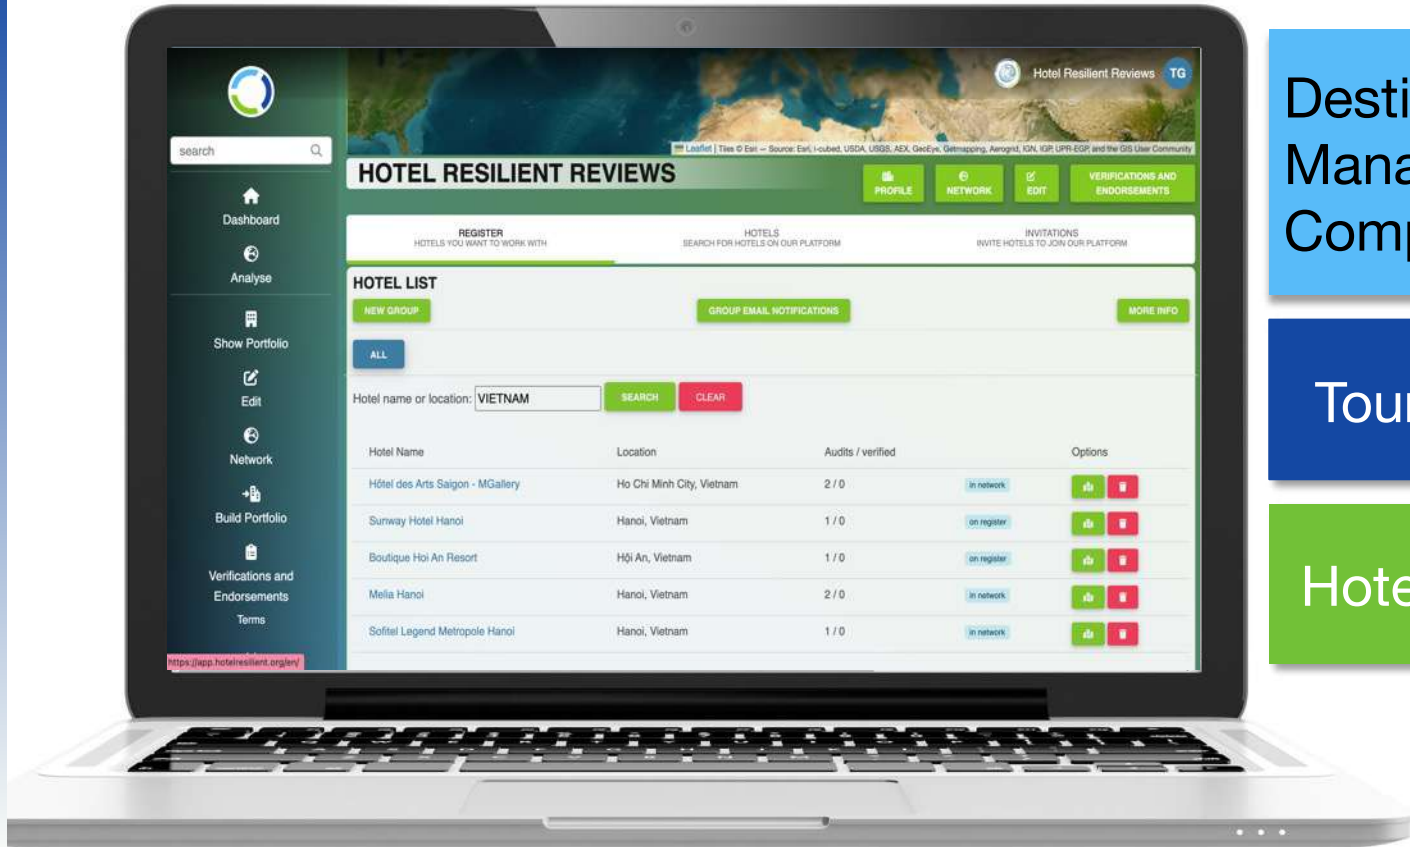 Hotel Resilient Reviews TG
search
Leaflet | Tiles © Esri — Source: Esri, i-cubed, USDA, USGS, AEX, GeoEye, Getmapping, Aerogrid, IGN, IGP, UPR-EGP, and the GIS User Community
HOTEL RESILIENT REVIEWS
PROFILE
NETWORK
EDIT
VERIFICATIONS AND
ENDORSEMENTS
Dashboard
Analyse
Show Portfolio
Edit
Network
Build Portfolio
Verifications and
Endorsements
Terms
https://app.hotelresilient.org/en/
REGISTER
HOTELS YOU WANT TO WORK WITH
HOTELS
SEARCH FOR HOTELS ON OUR PLATFORM
INVITATIONS
INVITE HOTELS TO JOIN OUR PLATFORM
HOTEL LIST
NEW GROUP
GROUP EMAIL NOTIFICATIONS
MORE INFO
ALL
Hotel name or location: VIETNAM SEARCH CLEAR
Hotel Name Location Audits / verified Options
Hôtel des Arts Saigon - MGallery Ho Chi Minh City, Vietnam 2 / 0 in network
Sunway Hotel Hanoi Hanoi, Vietnam 1 / 0 on register
Boutique Hoi An Resort Hội An, Vietnam 1 / 0 on register
Melia Hanoi Hanoi, Vietnam 2 / 0 in network
Sofitel Legend Metropole Hanoi Hanoi, Vietnam 1 / 0 in network
Desti
Mana
Comp
Tour
Hote